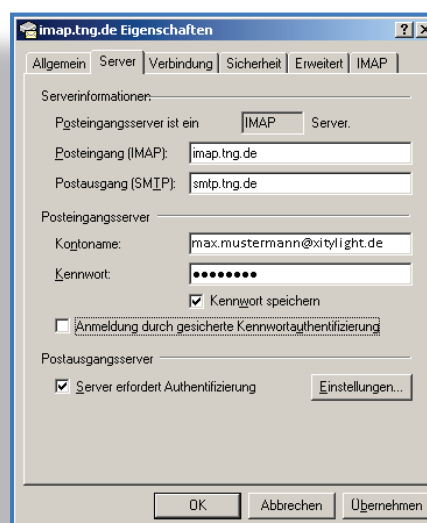 imap.tng.de Eigenschaften
Allgemein Server Verbindung Sicherheit Erweitert IMAP
Serverinformationen:
Posteingangsserver ist ein IMAP Server.
Posteingang (IMAP): imap.tng.de
Postausgang (SMTP): smtp.tng.de
Posteingangsserver
Kontoname: max.mustermann@xitylight.de
Kennwort: ●●●●●●●●
Kennwort speichern
Anmeldung durch gesicherte Kennwortauthentifizierung
Postausgangsserver
Server erfordert Authentifizierung Einstellungen...
OK Abbrechen Übernehmen